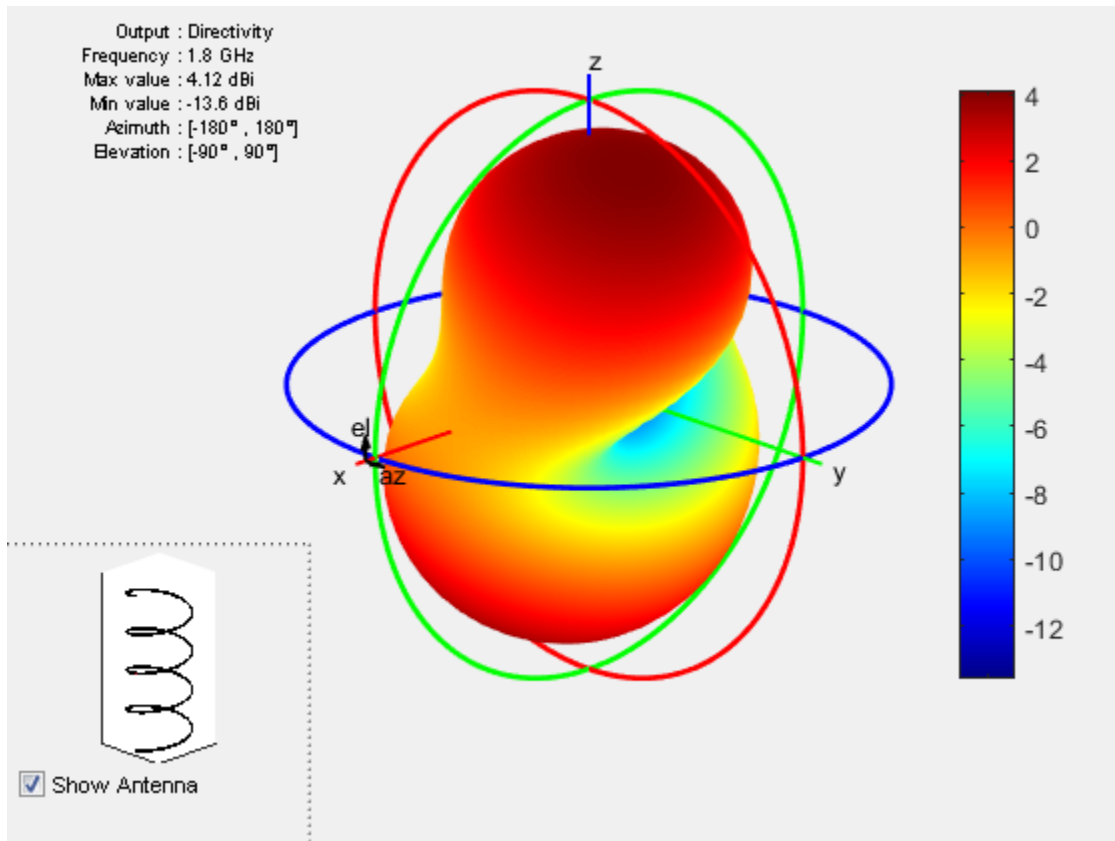 Output : Directivity
Frequency : 1.8 GHz
Max value : 4.12 dBi
Min value : -13.6 dBi
Azimuth : [-180° , 180°]
Elevation : [-90° , 90°]
z
4
2
0
-2
-4
-6
-8
-10
-12
el
x
az
y
Show Antenna